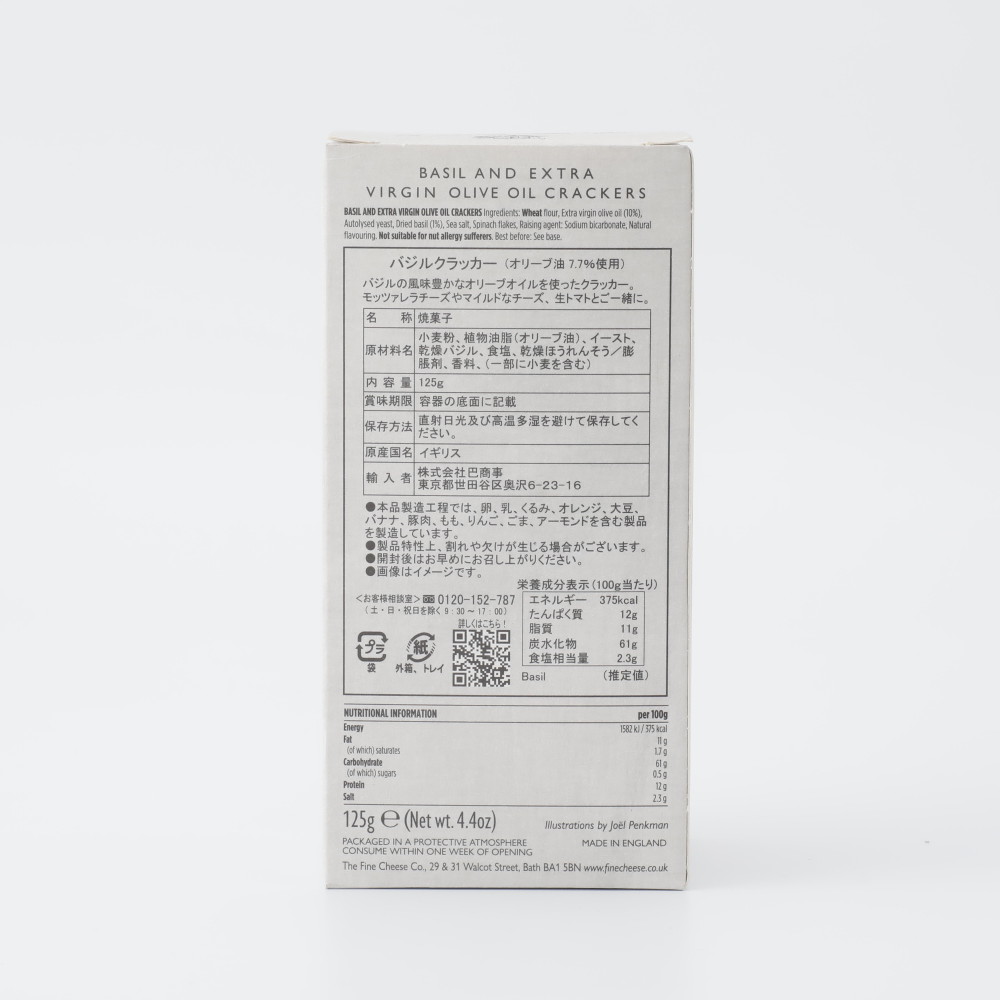 BASIL AND EXTRA
VIRGIN OLIVE OIL CRACKERS
BASIL AND EXTRA VIRGIN OLIVE OIL CRACKERS Ingredients: Wheat flour, Extra virgin olive oil (10%),
Autolysed yeast, Dried basil (1%), Sea salt, Spinach flakes, Raising agent: Sodium bicarbonate, Natural
flavouring. Not suitable for nut allergy sufferers. Best before: See base.
バジルクラッカー（オリーブ油 7.7%使用）
バジルの風味豊かなオリーブオイルを使ったクラッカー。
モッツァレラチーズやマイルドなチーズ、生トマトとご一緒に。
名称 焼菓子
原材料名 小麦粉、植物油脂（オリーブ油）、イースト、
乾燥バジル、食塩、乾燥ほうれんそう／膨
脹剤、香料、（一部に小麦を含む）
内容量 125g
賞味期限 容器の底面に記載
保存方法 直射日光及び高温多湿を避けて保存してく
ださい。
原産国名 イギリス
輸入者 株式会社巴商事
東京都世田谷区奥沢6-23-16
●本品製造工程では、卵、乳、くるみ、オレンジ、大豆、
バナナ、豚肉、もも、りんご、ごま、アーモンドを含む製品
を製造しています。
●製品特性上、割れや欠けが生じる場合がございます。
●開封後はお早めにお召し上がりください。
●画像はイメージです。
＜お客様相談室＞ 0120-152-787
（土・日・祝日を除く 9：30～17：00）
詳しくはこちら！
プラ
袋
紙
外箱、トレイ
栄養成分表示（100g当たり）
エネルギー 375kcal
たんぱく質 12g
脂質 11g
炭水化物 61g
食塩相当量 2.3g
Basil （推定値）
NUTRITIONAL INFORMATION per 100g
Energy 1582 kJ / 375 kcal
Fat 11 g
(of which) saturates 1.7 g
Carbohydrate 61 g
(of which) sugars 0.5 g
Protein 12 g
Salt 2.3 g
125g ℮ (Net wt. 4.4oz)
Illustrations by Joël Penkman
PACKAGED IN A PROTECTIVE ATMOSPHERE
CONSUME WITHIN ONE WEEK OF OPENING
MADE IN ENGLAND
The Fine Cheese Co., 29 & 31 Walcot Street, Bath BA1 5BN www.finecheese.co.uk